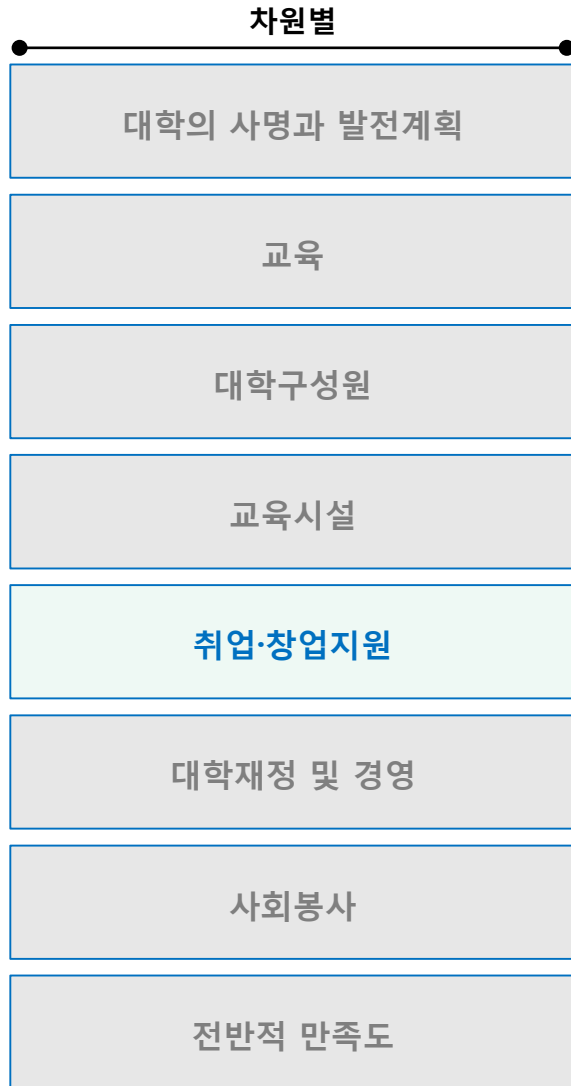 차원별
대학의 사명과 발전계획
교육
대학구성원
교육시설
취업·창업지원
대학재정 및 경영
사회봉사
전반적 만족도